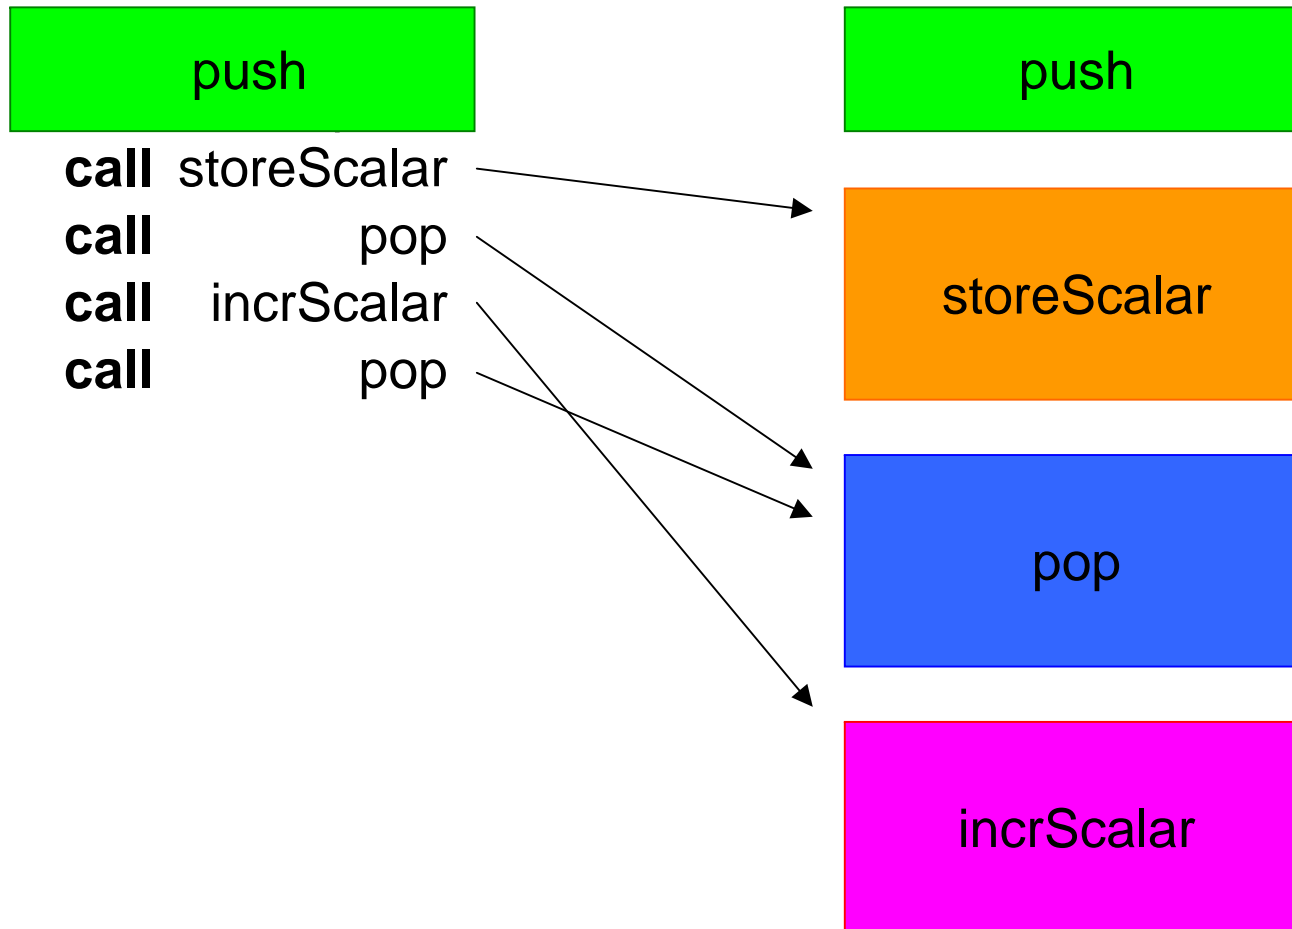 push
call storeScalar
call pop
call incrScalar
call pop
push
storeScalar
pop
incrScalar